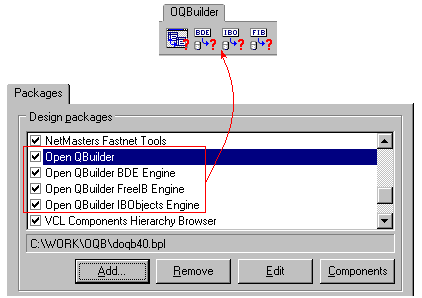 OQBuilder
BDE IBO FIB
? ? ? ?
Packages
Design packages
NetMasters Fastnet Tools
Open QBuilder
Open QBuilder BDE Engine
Open QBuilder FreeIB Engine
Open QBuilder IBObjects Engine
VCL Components Hierarchy Browser
C:\WORK\OQB\doqb40.bpl
Add... Remove Edit Components